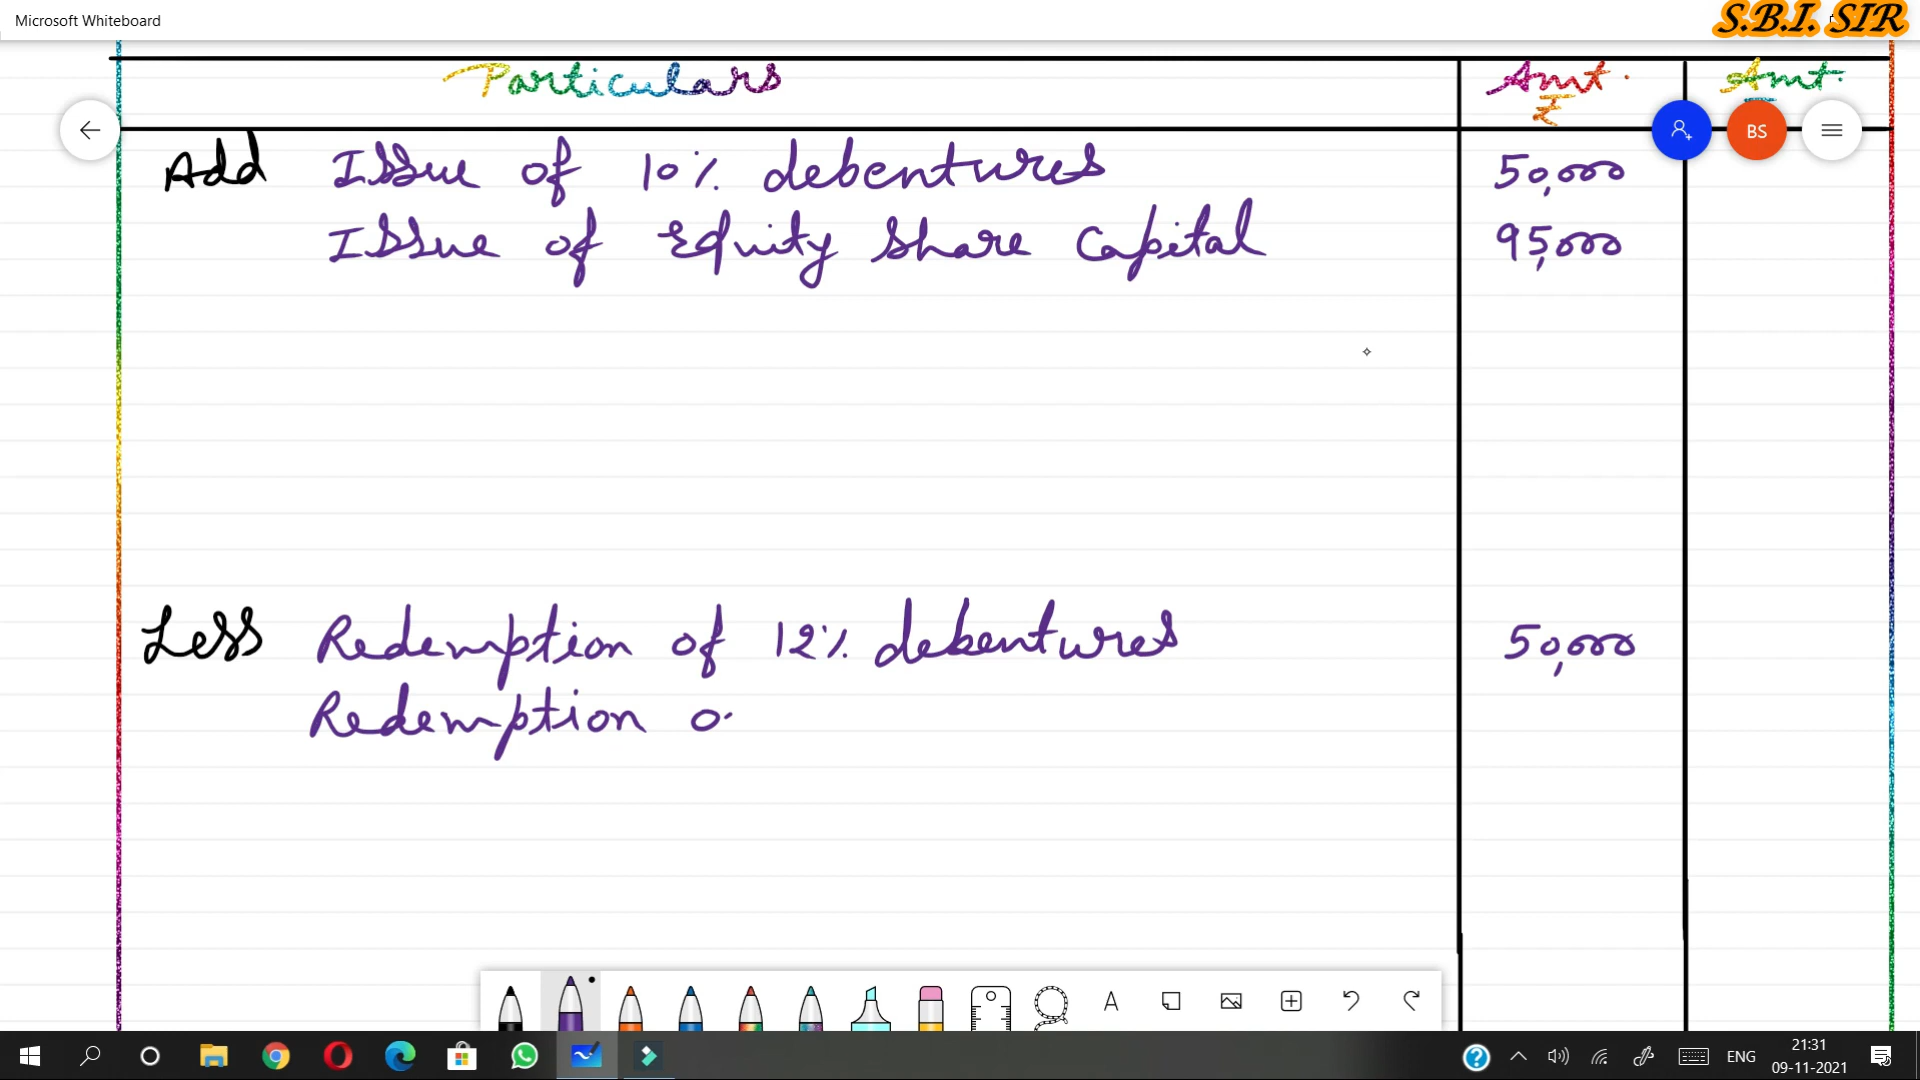 Microsoft Whiteboard
S.B.I. SIR
Particulars Amt. Amt.
₹
BS
Add Issue of 10% debentures 50,000
Issue of Equity Share Capital 95,000
Less Redemption of 12% debentures 50,000
Redemption o
A
ENG
21:31
09-11-2021